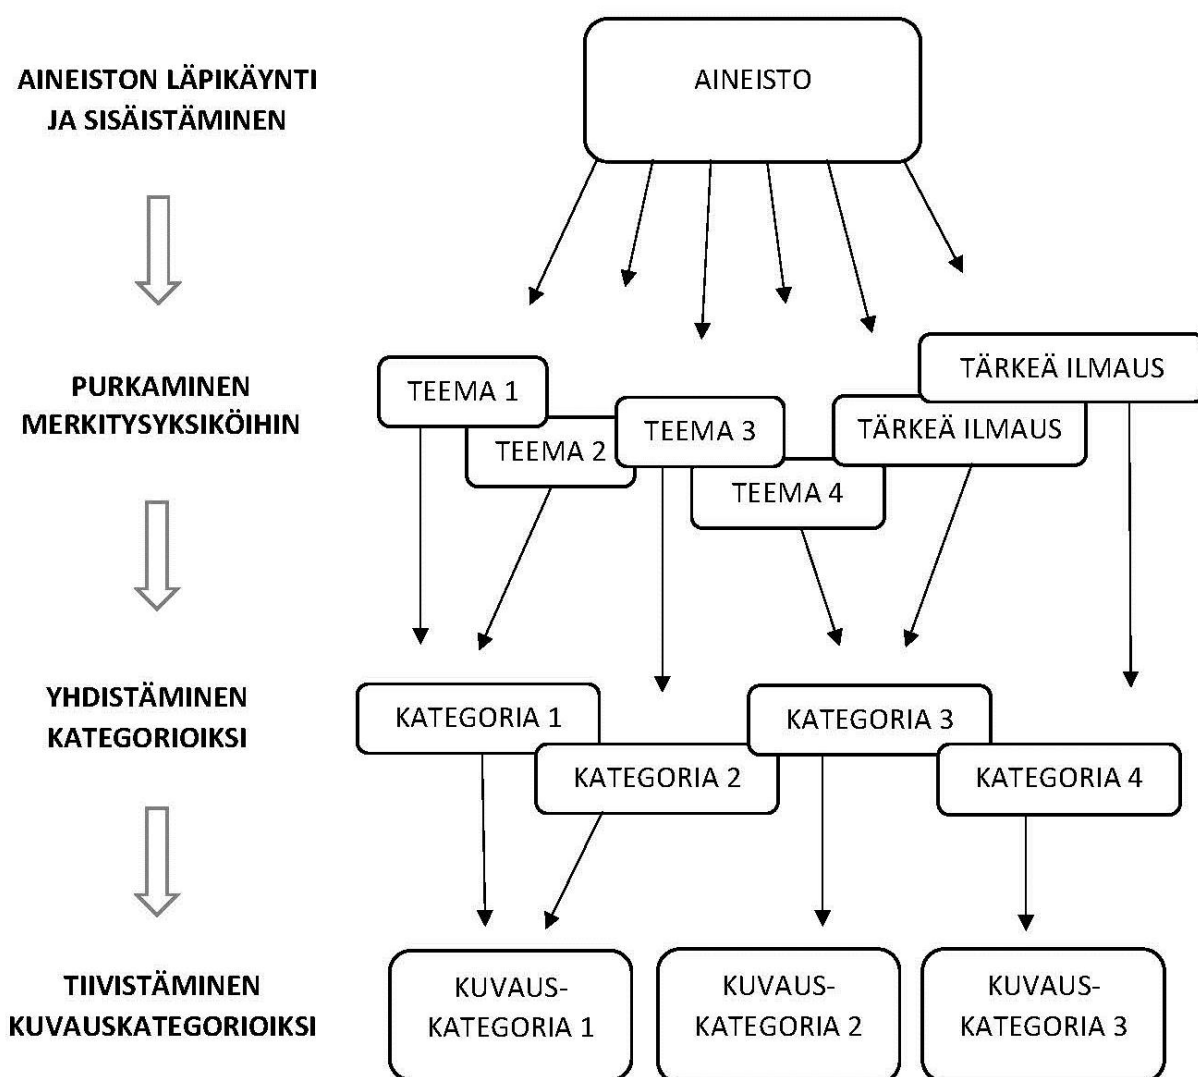 AINEISTON LÄPIKÄYNTI
JA SISÄISTÄMINEN
AINEISTO
PURKAMINEN
MERKITYSYKSIKÖIHIN
TEEMA 1
TEEMA 2
TEEMA 3
TEEMA 4
TÄRKEÄ ILMAUS
TÄRKEÄ ILMAUS
YHDISTÄMINEN
KATEGORIOIKSI
KATEGORIA 1
KATEGORIA 2
KATEGORIA 3
KATEGORIA 4
TIIVISTÄMINEN
KUVAUSKATEGORIOIKSI
KUVAUS-
KATEGORIA 1
KUVAUS-
KATEGORIA 2
KUVAUS-
KATEGORIA 3